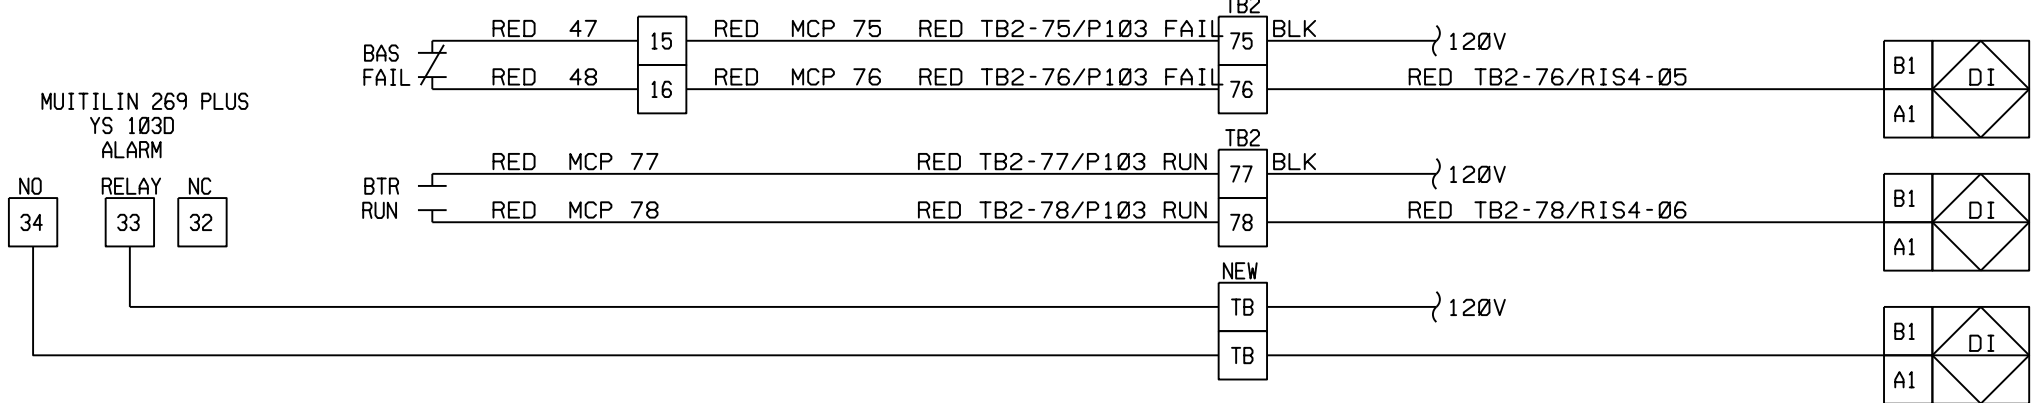 TB2
RED 47 15 RED MCP 75 RED TB2-75/P103 FAIL 75 BLK 120V
BAS
FAIL
RED 48 16 RED MCP 76 RED TB2-76/P103 FAIL 76 RED TB2-76/RIS4-05
B1
A1
DI
MUITILIN 269 PLUS
YS 103D
ALARM
NO
34
RELAY
33
NC
32
TB2
BTR
RUN
RED MCP 77 RED TB2-77/P103 RUN 77 BLK 120V
RED MCP 78 RED TB2-78/P103 RUN 78 RED TB2-78/RIS4-06
B1
A1
DI
NEW
TB 120V
TB
B1
A1
DI